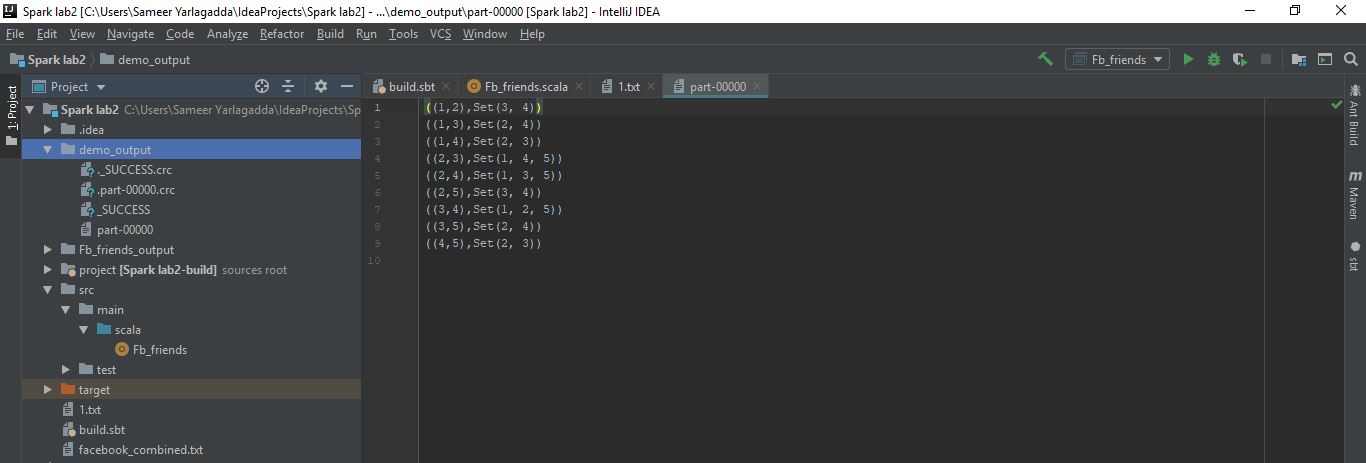 Spark lab2 [C:\Users\Sameer Yarlagadda\IdeaProjects\Spark lab2] - ...\demo_output\part-00000 [Spark lab2] - IntelliJ IDEA
File Edit View Navigate Code Analyze Refactor Build Run Tools VCS Window Help
Spark lab2 demo_output Fb_friends
1: Project
Project
build.sbt Fb_friends.scala 1.txt part-00000
Spark lab2 C:\Users\Sameer Yarlagadda\IdeaProjects\Sp
.idea
demo_output
._SUCCESS.crc
.part-00000.crc
_SUCCESS
part-00000
Fb_friends_output
project [Spark lab2-build] sources root
src
main
scala
Fb_friends
test
target
1.txt
build.sbt
facebook_combined.txt
1 ((1,2),Set(3, 4))
2 ((1,3),Set(2, 4))
3 ((1,4),Set(2, 3))
4 ((2,3),Set(1, 4, 5))
5 ((2,4),Set(1, 3, 5))
6 ((2,5),Set(3, 4))
7 ((3,4),Set(1, 2, 5))
8 ((3,5),Set(2, 4))
9 ((4,5),Set(2, 3))
10
Ant Build
m Maven
sbt